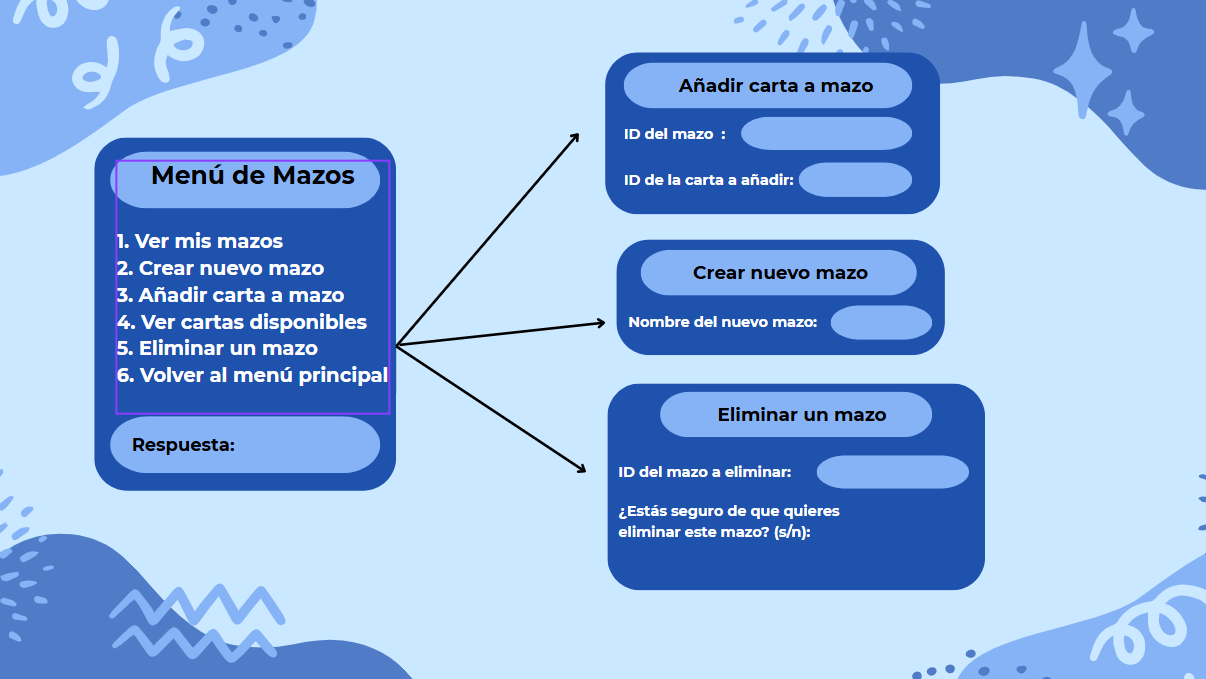 Menú de Mazos
1. Ver mis mazos
2. Crear nuevo mazo
3. Añadir carta a mazo
4. Ver cartas disponibles
5. Eliminar un mazo
6. Volver al menú principal
Respuesta:
Añadir carta a mazo
ID del mazo :
ID de la carta a añadir:
Crear nuevo mazo
Nombre del nuevo mazo:
Eliminar un mazo
ID del mazo a eliminar:
¿Estás seguro de que quieres
eliminar este mazo? (s/n):